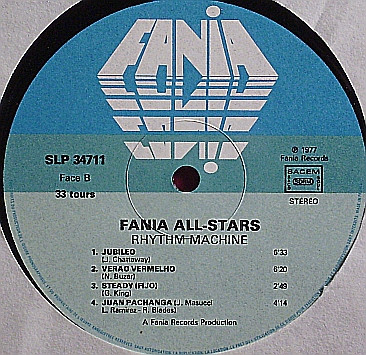 FANIA
FANIA
FANIA
SLP 34711
Face B
33 tours
℗ 1977
Fania Records
SACEM
STÉRÉO
FANIA ALL-STARS
RHYTHM MACHINE
1. JUBILEO 6'33
(J. Chattaway)
2. VERAO VERMELHO 6'20
(N. Buzar)
3. STEADY (FIJO) 2'49
(G. King)
4. JUAN PACHANGA (J. Masucci 4'14
L. Ramirez - R. Blades)
A Fania Records Production